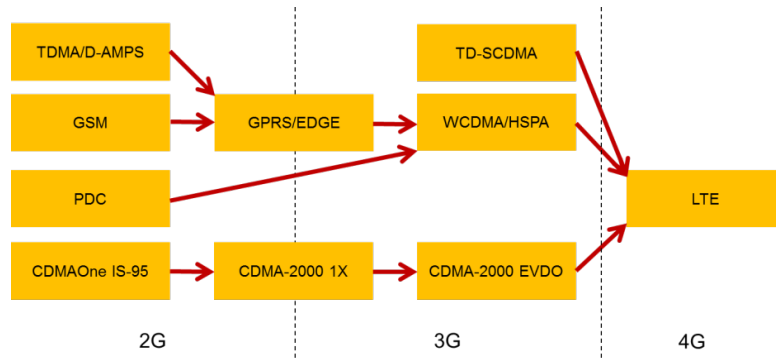 TDMA/D-AMPS
TD-SCDMA
GSM
GPRS/EDGE
WCDMA/HSPA
PDC
LTE
CDMAOne IS-95
CDMA-2000 1X
CDMA-2000 EVDO
2G
3G
4G